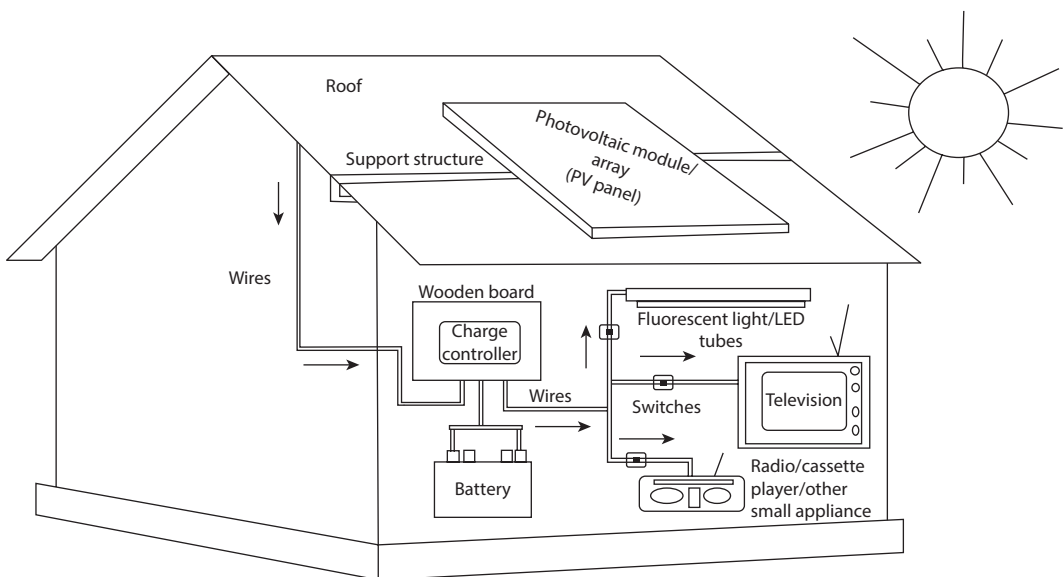 Roof
Photovoltaic module/
array
(PV panel)
Support structure
Wires
Wooden board
Charge
controller
Fluorescent light/LED
tubes
Wires
Switches
Television
Battery
Radio/cassette
player/other
small appliance